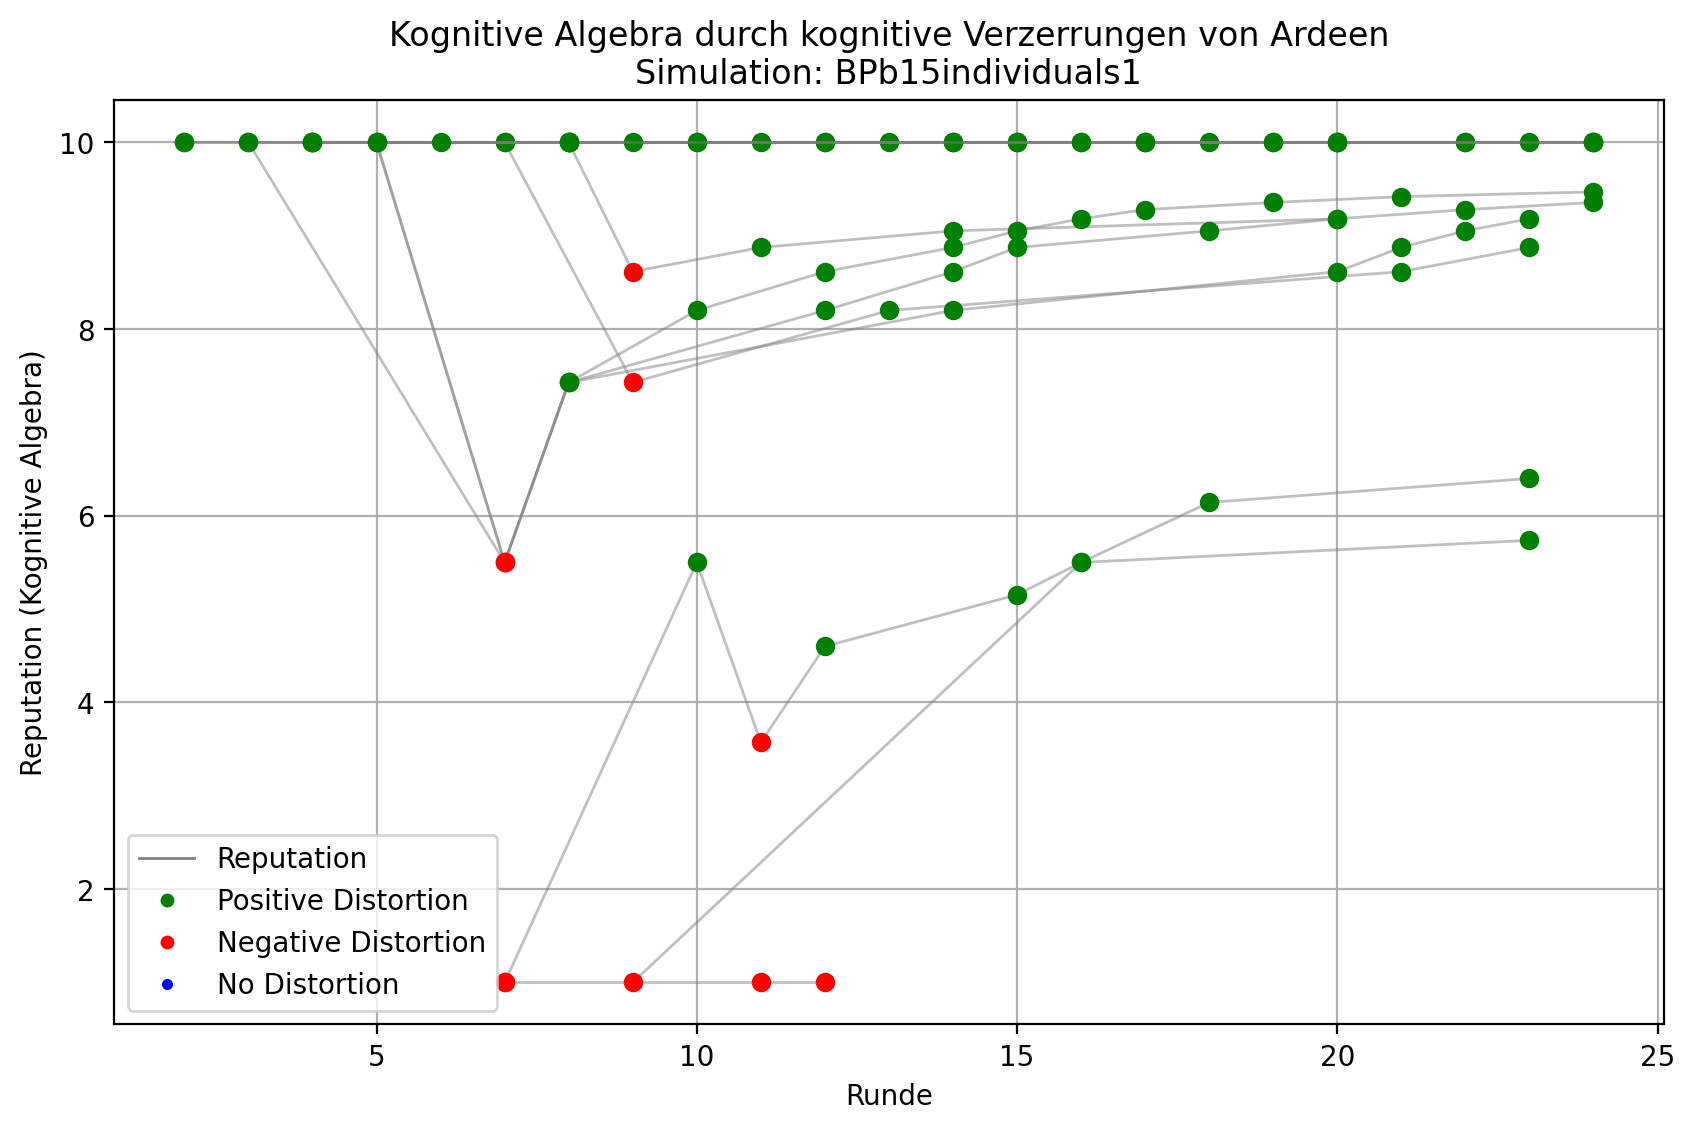 Kognitive Algebra durch kognitive Verzerrungen von Ardeen
Simulation: BPb15individuals1
Reputation (Kognitive Algebra)
10
8
6
4
2
Reputation
Positive Distortion
Negative Distortion
No Distortion
5
10
15
20
25
Runde